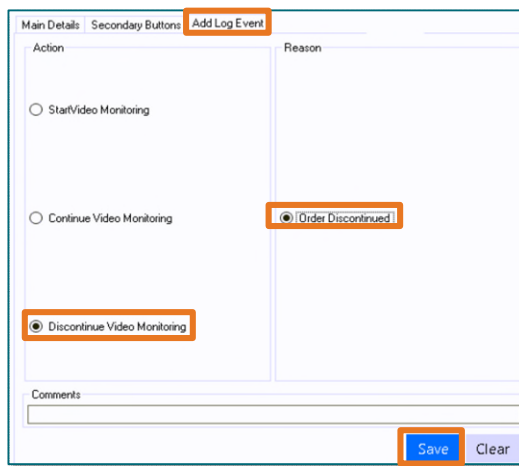 Main Details Secondary Buttons Add Log Event
Action Reason
StartVideo Monitoring
Continue Video Monitoring Order Discontinued
Discontinue Video Monitoring
Comments
Save Clear